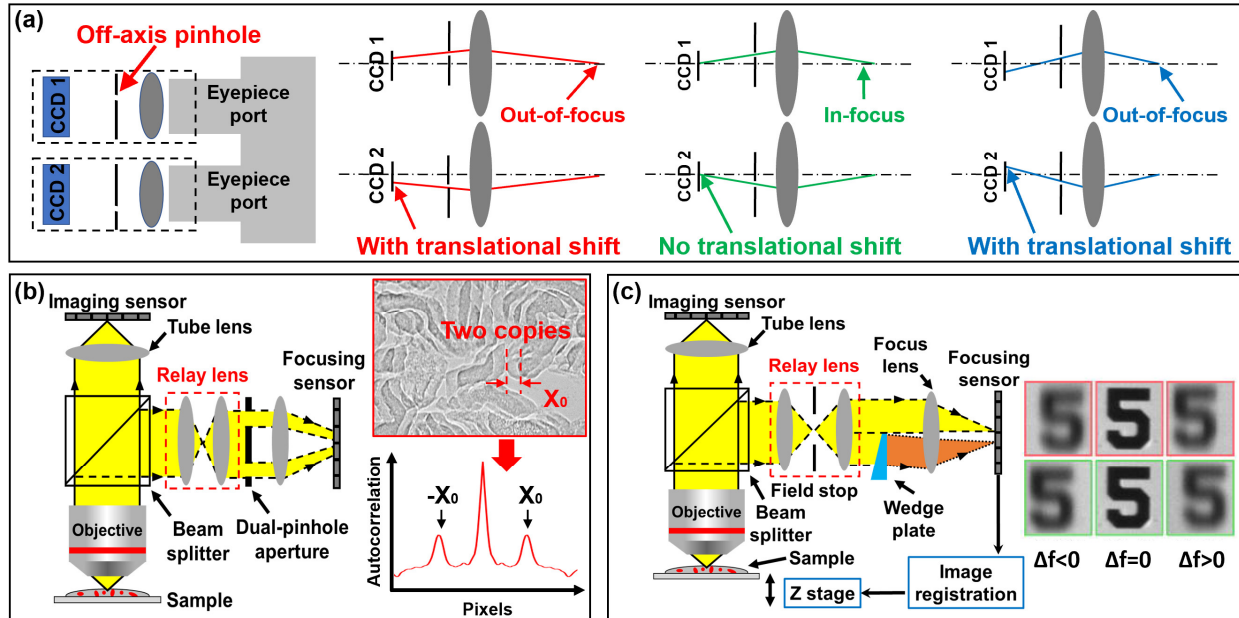 (a)
Off-axis pinhole
CCD 1
Eyepiece
port
CCD 2
Eyepiece
port
CCD 1
Out-of-focus
CCD 2
With translational shift
CCD 1
In-focus
CCD 2
No translational shift
CCD 1
Out-of-focus
CCD 2
With translational shift
(b)
Imaging sensor
Tube lens
Relay lens
Focusing
sensor
Objective
Beam
splitter
Dual-pinhole
aperture
Sample
Two copies
X₀
-X₀
X₀
Autocorrelation
Pixels
(c)
Imaging sensor
Tube lens
Relay lens
Focus
lens
Focusing
sensor
Objective
Field stop
Beam
splitter
Wedge
plate
Sample
Z stage
Image
registration
5 5 5
5 5 5
Δf<0 Δf=0 Δf>0